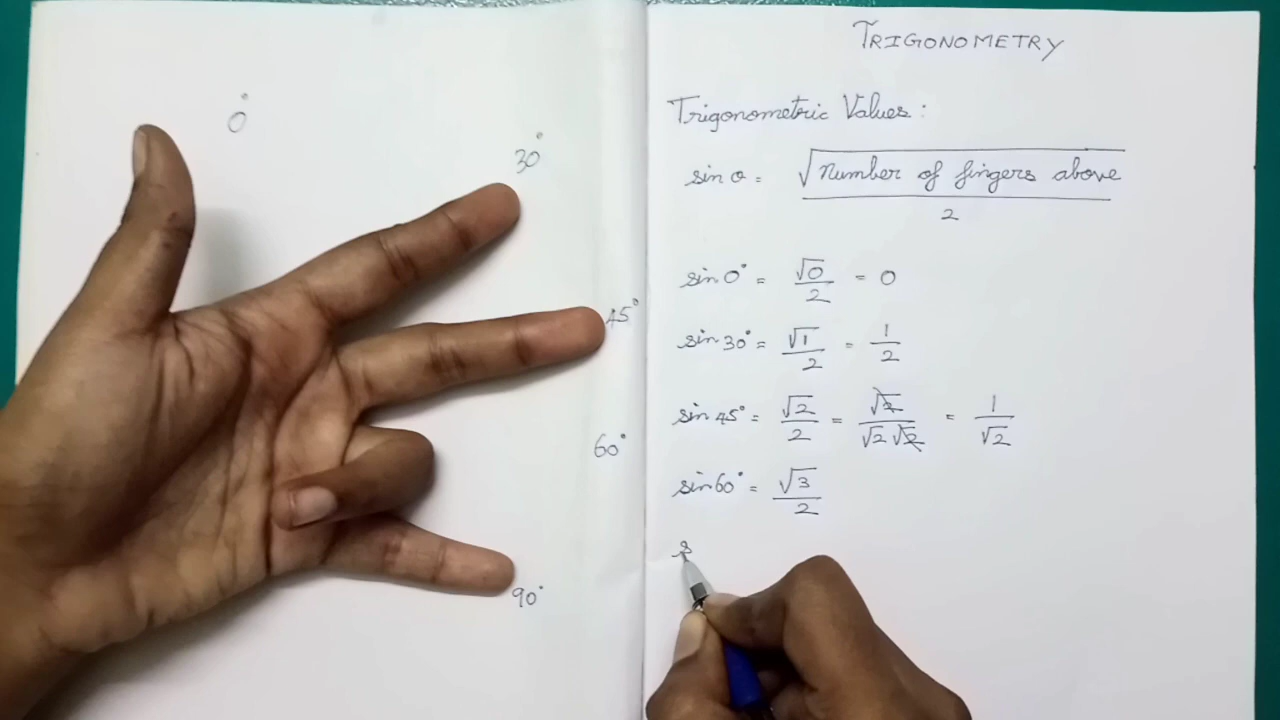 0°
30°
45°
60°
90°
TRIGONOMETRY
Trigonometric Values :
sin θ = √Number of fingers above / 2
sin 0° = √0 / 2 = 0
sin 30° = √1 / 2 = 1 / 2
sin 45° = √2 / 2 = √2 / √2 √2 = 1 / √2
sin 60° = √3 / 2
s